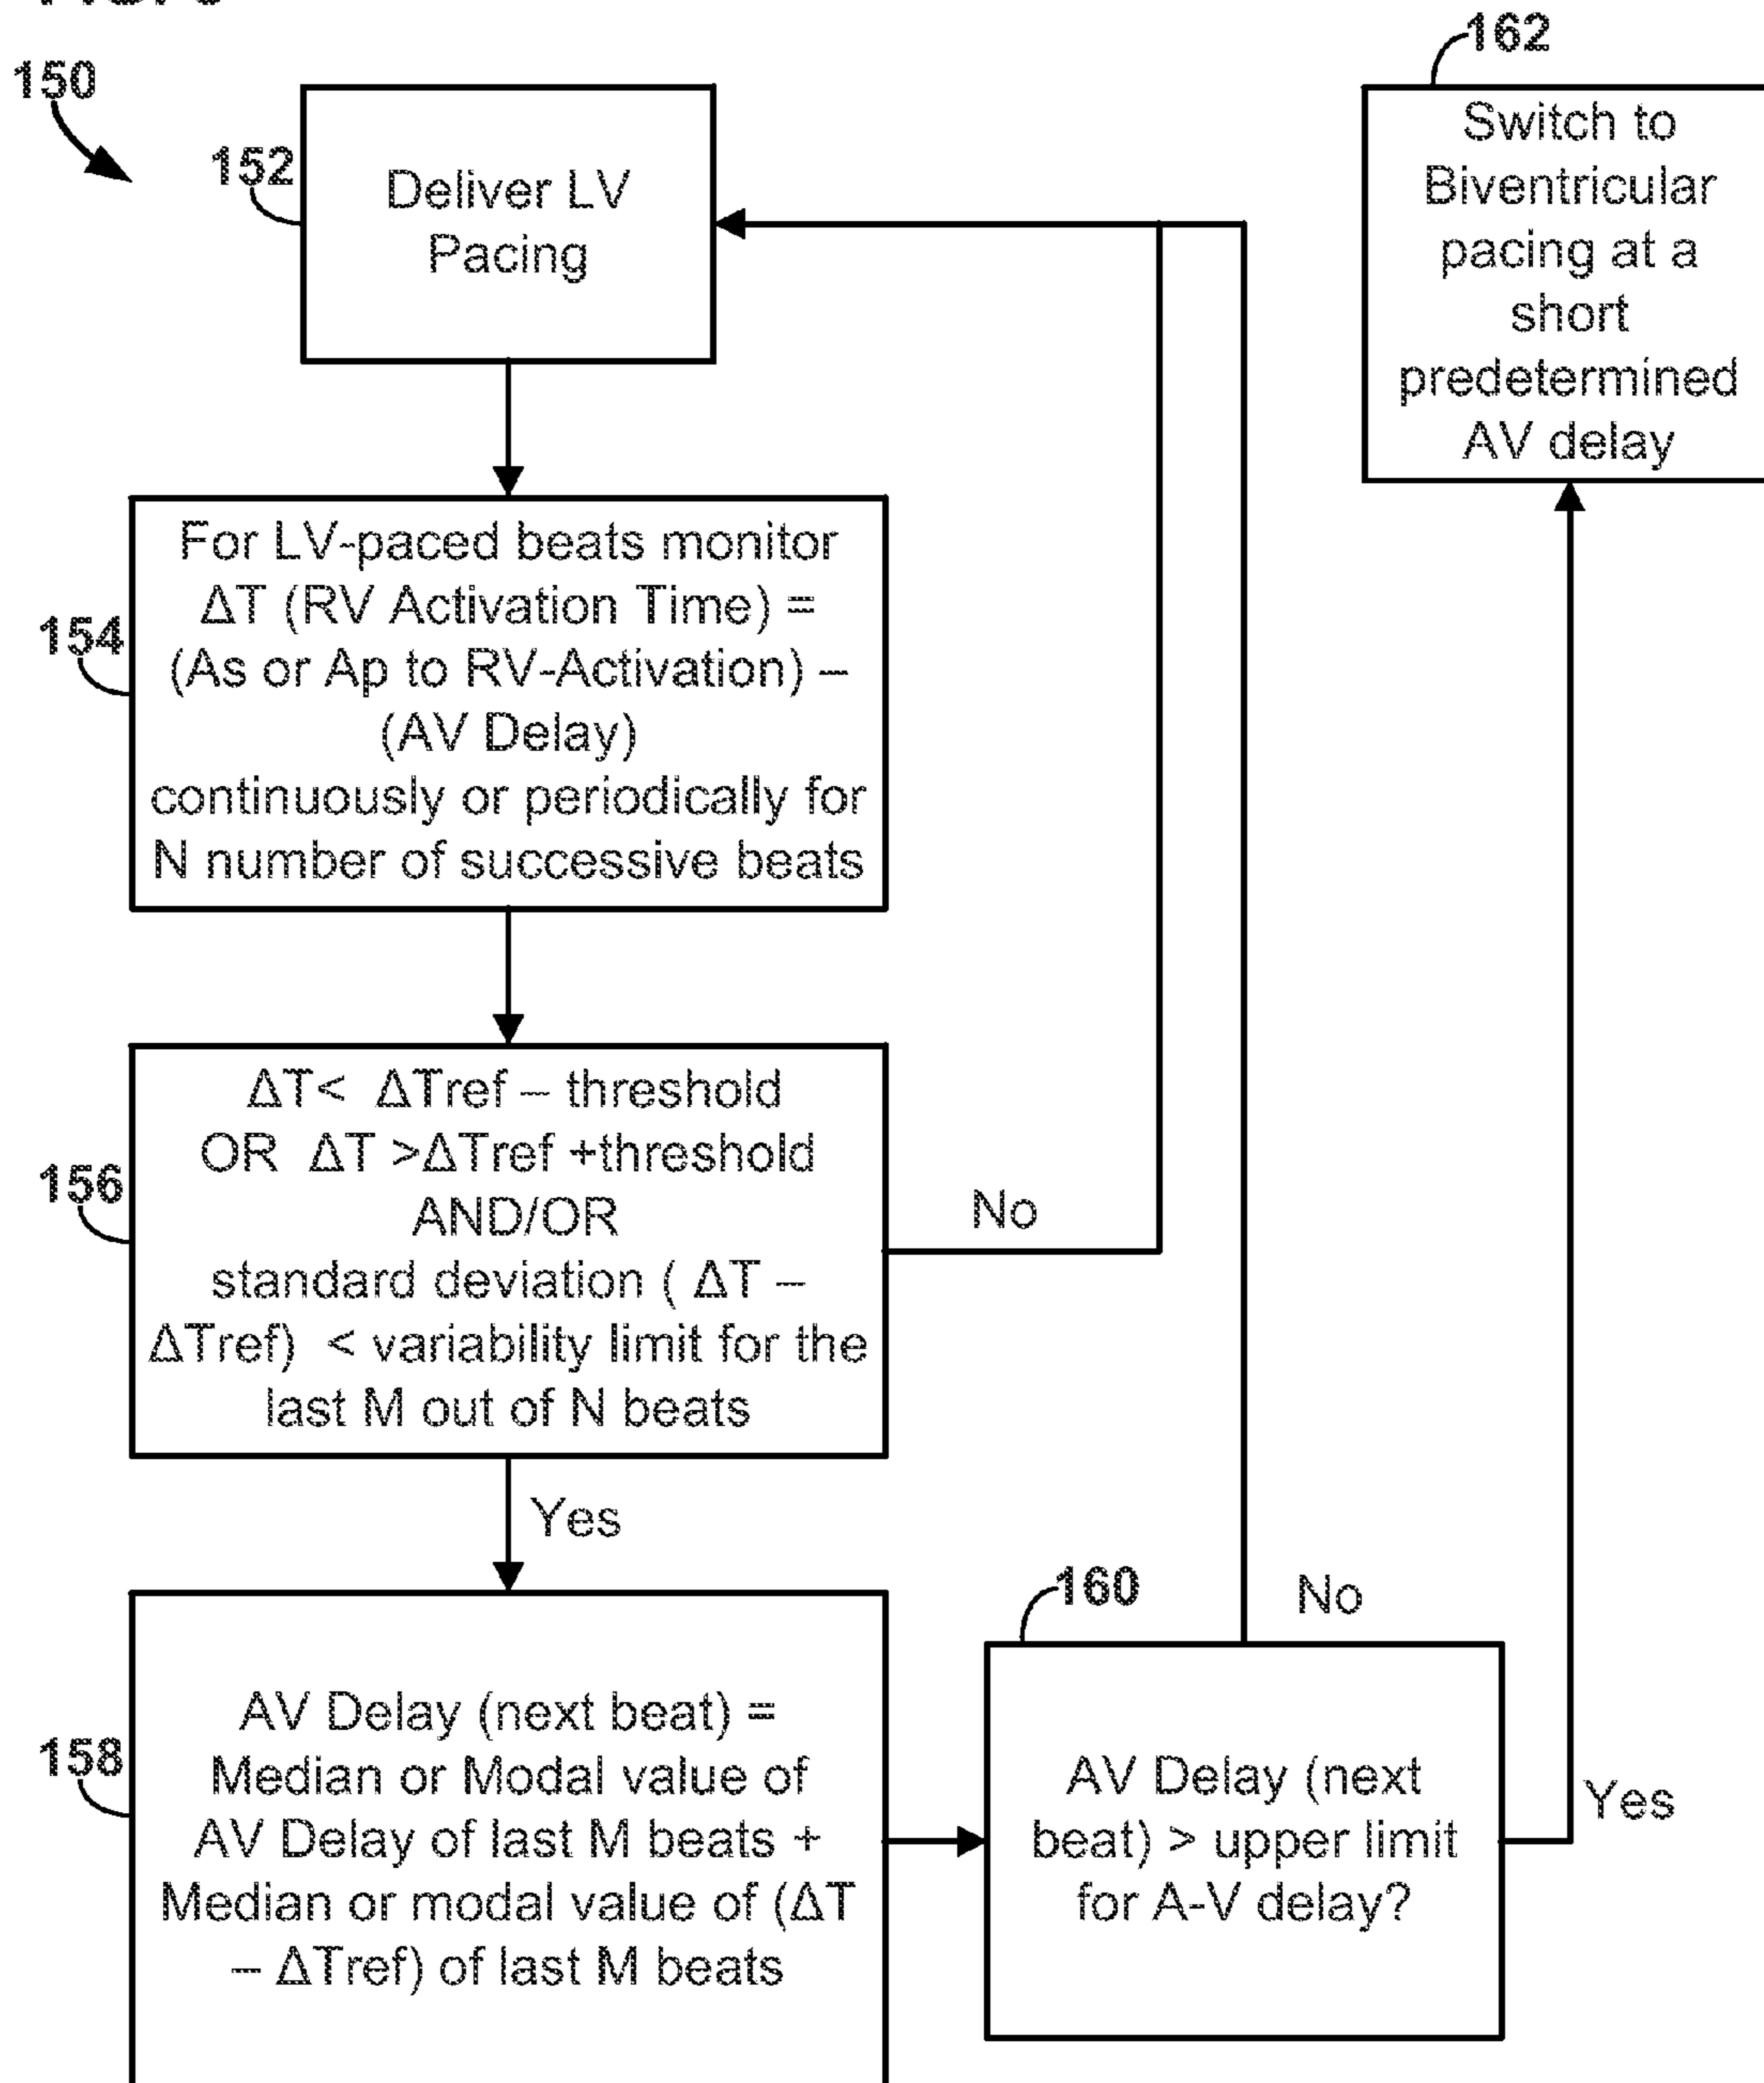 150
152
Deliver LV
Pacing
162
Switch to
Biventricular
pacing at a
short
predetermined
AV delay
154
For LV-paced beats monitor
ΔT (RV Activation Time) =
(As or Ap to RV-Activation) –
(AV Delay)
continuously or periodically for
N number of successive beats
156
ΔT< ΔTref – threshold
OR ΔT >ΔTref +threshold
AND/OR
standard deviation ( ΔT –
ΔTref) < variability limit for the
last M out of N beats
No
Yes
158
AV Delay (next beat) =
Median or Modal value of
AV Delay of last M beats +
Median or modal value of (ΔT
– ΔTref) of last M beats
160
No
AV Delay (next
beat) > upper limit
for A-V delay?
Yes